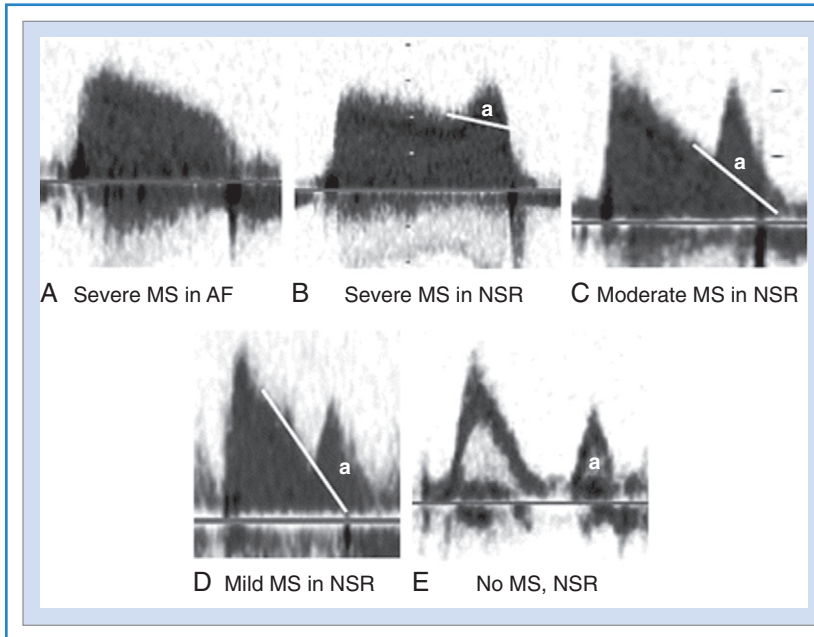 a
a
A Severe MS in AF
B Severe MS in NSR
C Moderate MS in NSR
a
a
D Mild MS in NSR
E No MS, NSR